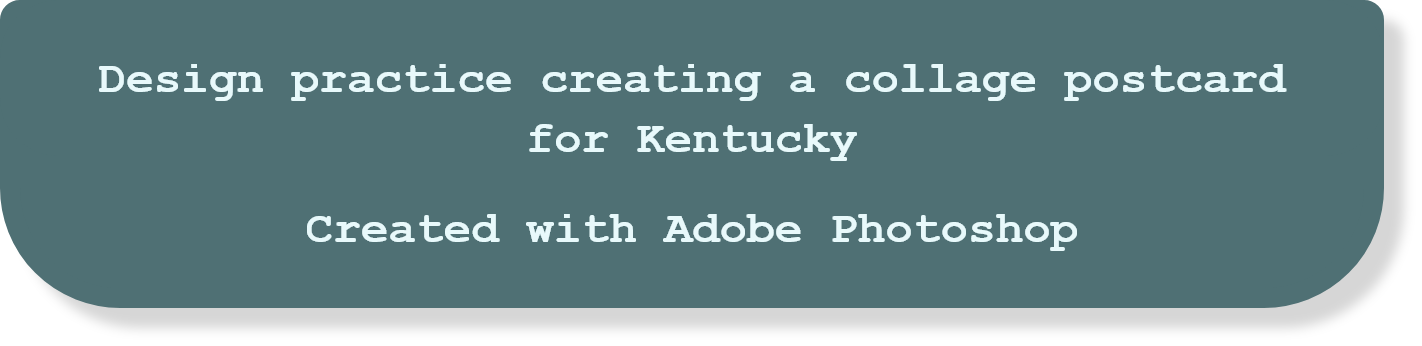 Design practice creating a collage postcard
for Kentucky
Created with Adobe Photoshop